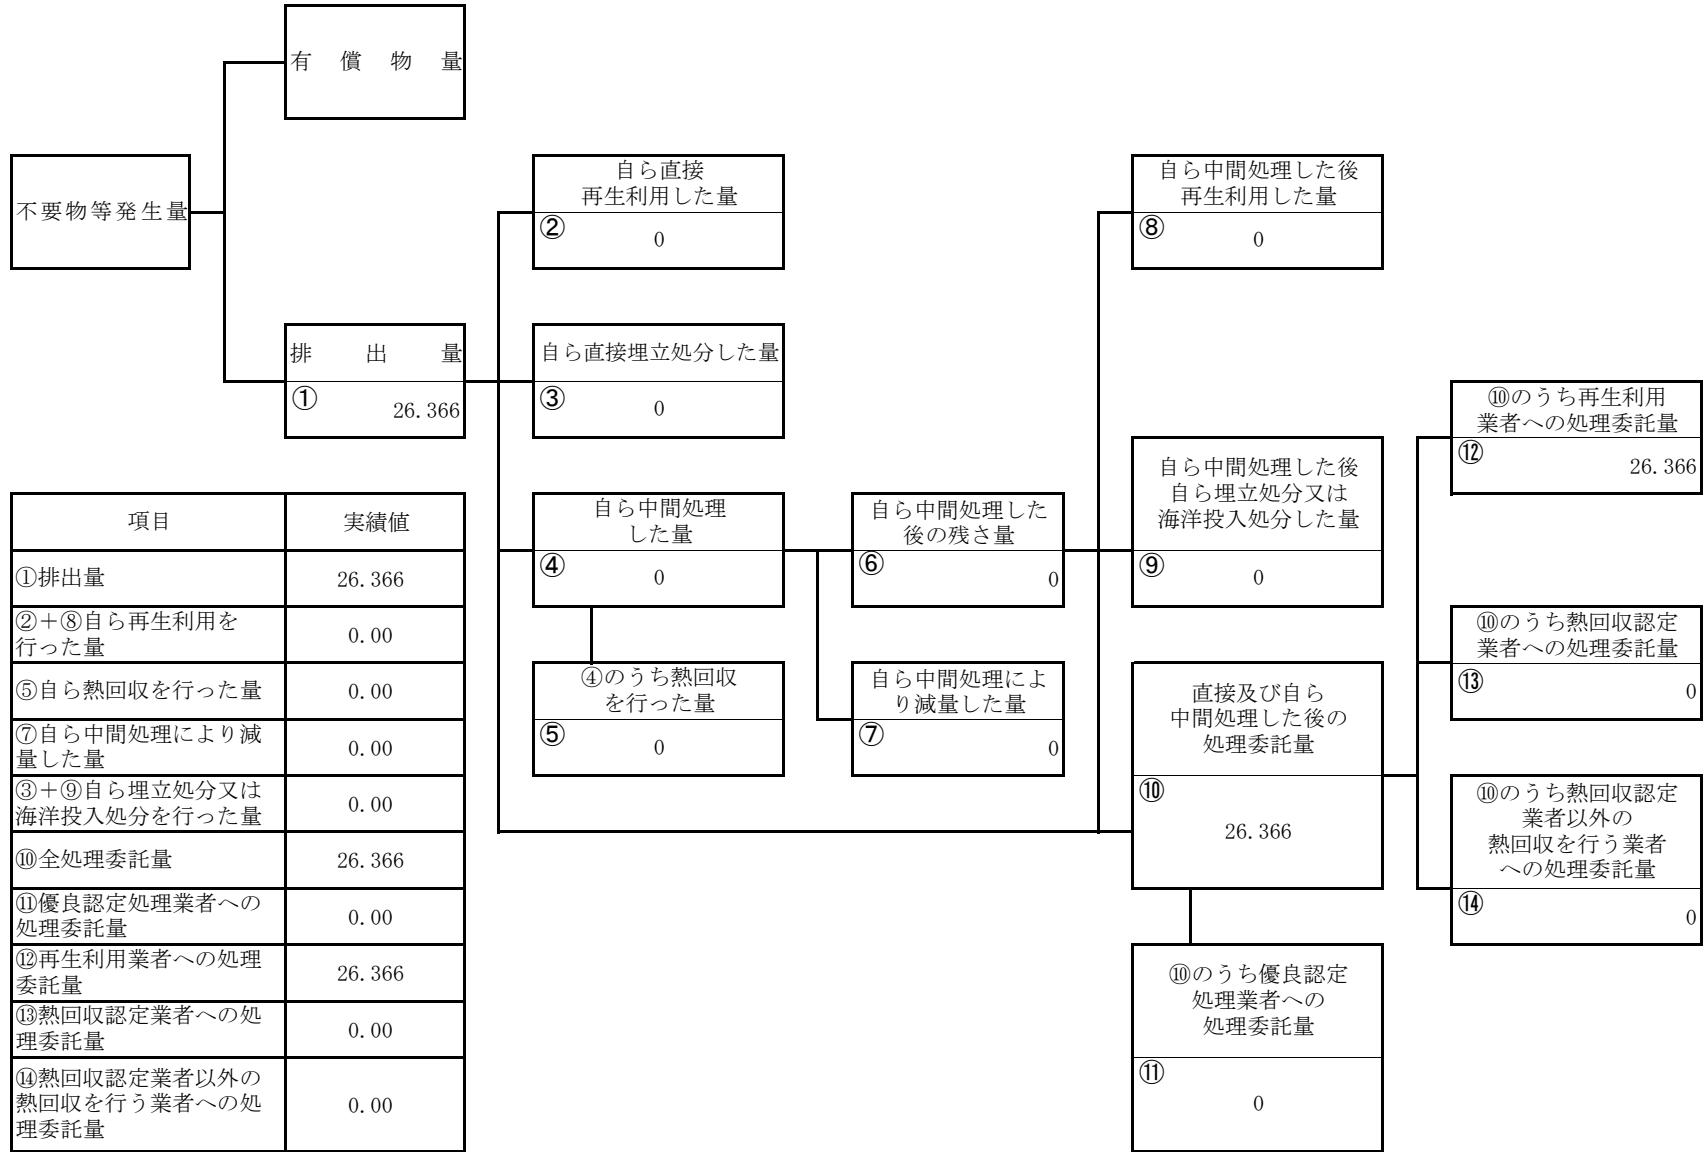 有償物量
不要物等発生量
排出量
①
26.366
自ら直接
再生利用した量
②
0
自ら直接埋立処分した量
③
0
自ら中間処理
した量
④
0
④のうち熱回収
を行った量
⑤
0
自ら中間処理した
後の残さ量
⑥
0
自ら中間処理によ
り減量した量
⑦
0
自ら中間処理した後
再生利用した量
⑧
0
自ら中間処理した後
自ら埋立処分又は
海洋投入処分した量
⑨
0
直接及び自ら
中間処理した後の
処理委託量
⑩
26.366
⑩のうち優良認定
処理業者への
処理委託量
⑪
0
⑩のうち再生利用
業者への処理委託量
⑫
26.366
⑩のうち熱回収認定
業者への処理委託量
⑬
0
⑩のうち熱回収認定
業者以外の
熱回収を行う業者
への処理委託量
⑭
0
項目 実績値
①排出量 26.366
②＋⑧自ら再生利用を
行った量 0.00
⑤自ら熱回収を行った量 0.00
⑦自ら中間処理により減
量した量 0.00
③＋⑨自ら埋立処分又は
海洋投入処分を行った量 0.00
⑩全処理委託量 26.366
⑪優良認定処理業者への
処理委託量 0.00
⑫再生利用業者への処理
委託量 26.366
⑬熱回収認定業者への処
理委託量 0.00
⑭熱回収認定業者以外の
熱回収を行う業者への処
理委託量 0.00